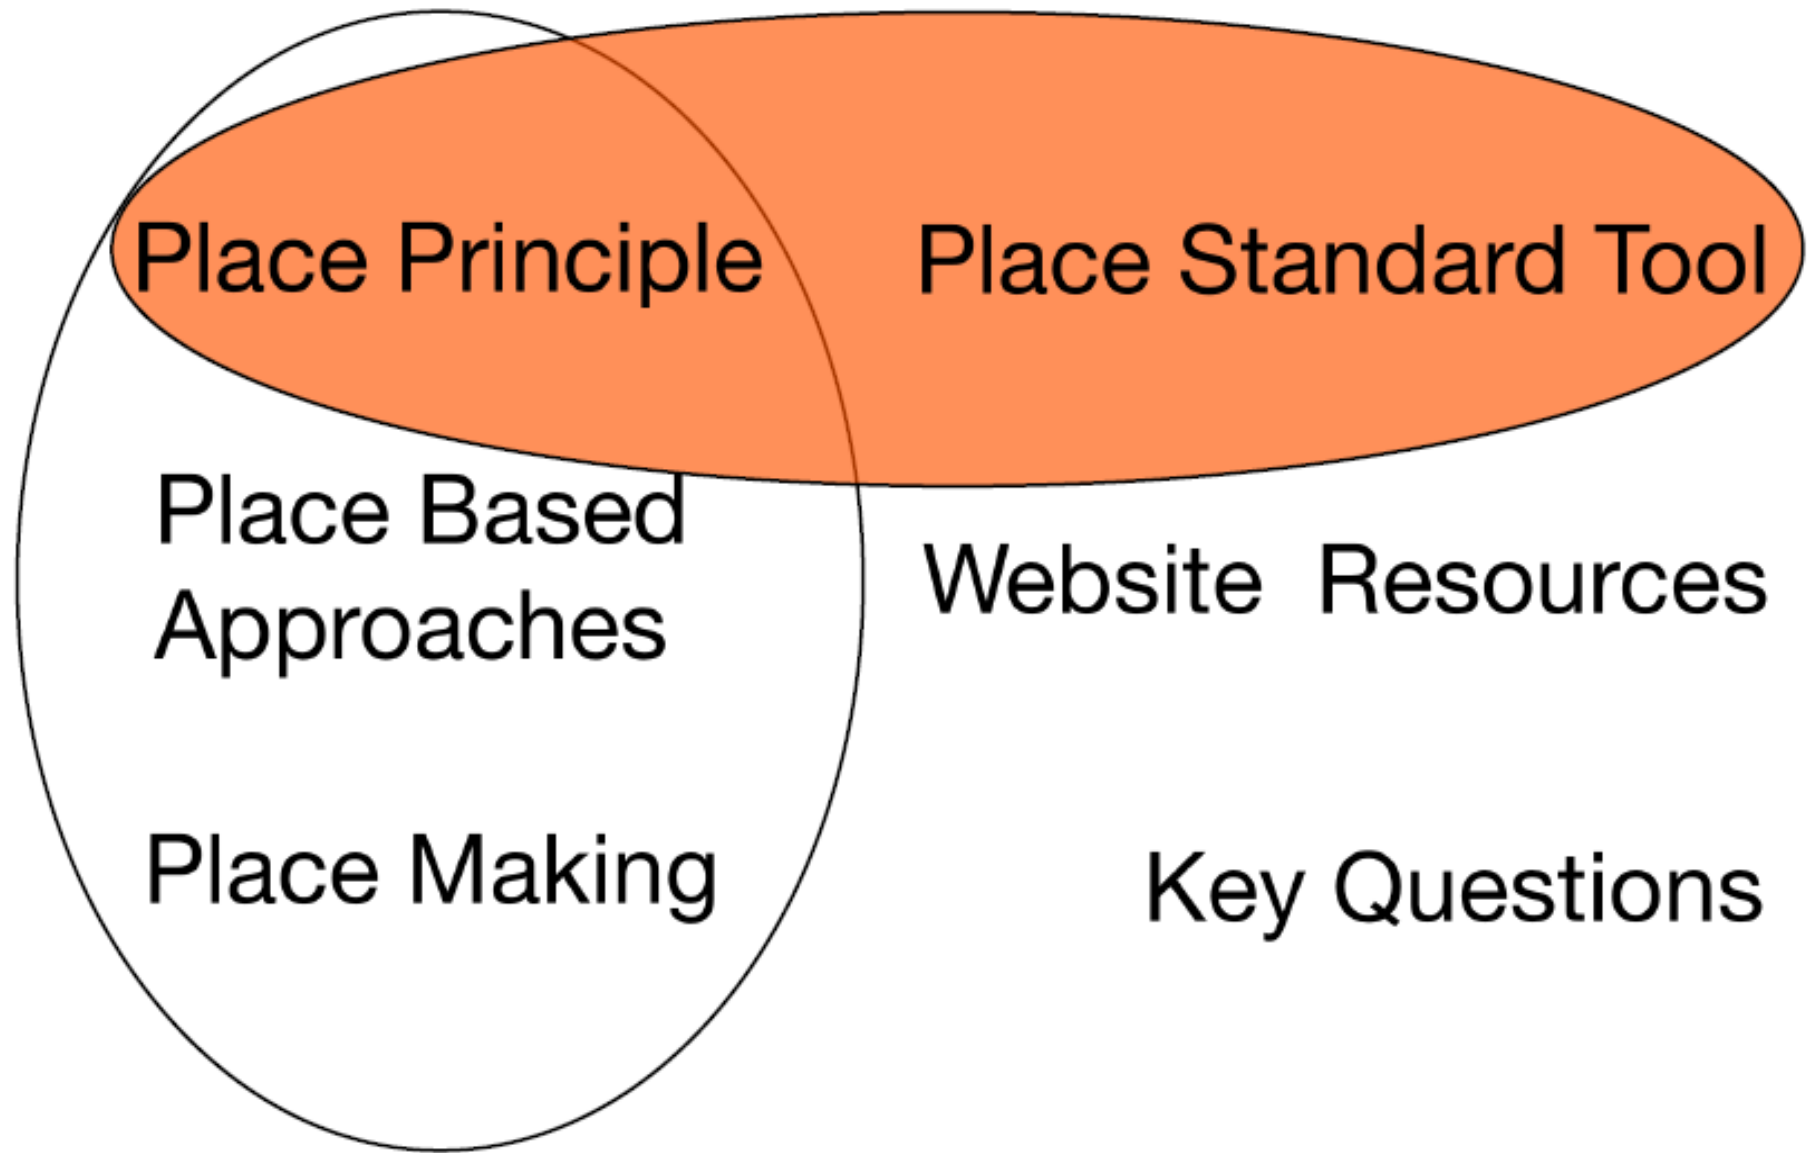 Place Principle
Place Standard Tool
Place Based
Approaches
Website Resources
Place Making
Key Questions